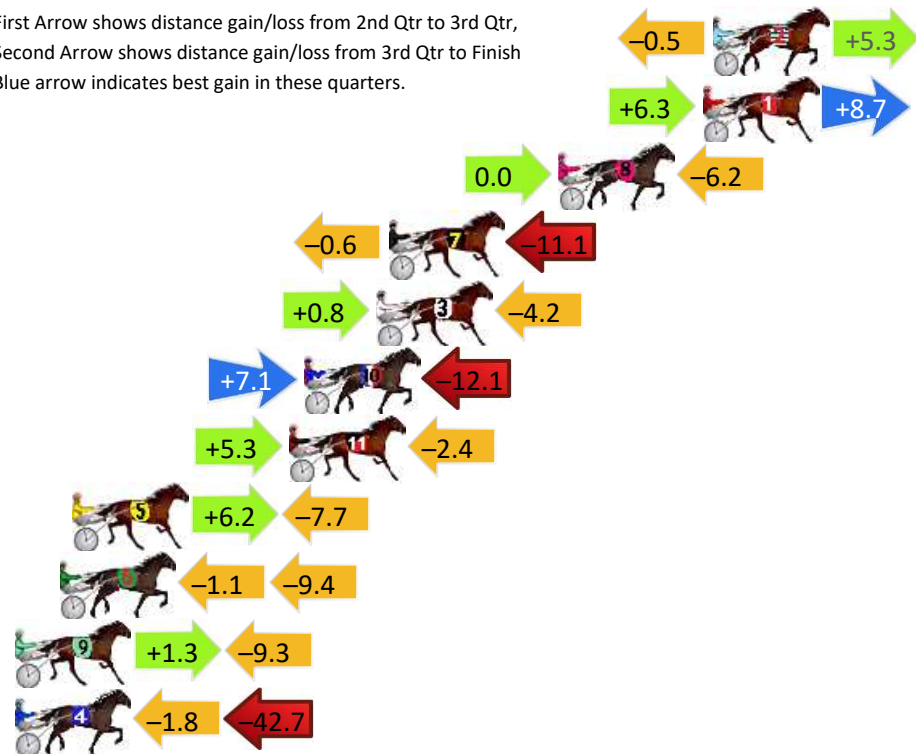 First Arrow shows distance gain/loss from 2nd Qtr to 3rd Qtr,
Second Arrow shows distance gain/loss from 3rd Qtr to Finish
Blue arrow indicates best gain in these quarters.
–0.5 2 +5.3
+6.3 1 +8.7
0.0 8 –6.2
–0.6 7 –11.1
+0.8 3 –4.2
+7.1 10 –12.1
+5.3 11 –2.4
5 +6.2 –7.7
6 –1.1 –9.4
9 +1.3 –9.3
4 –1.8 –42.7